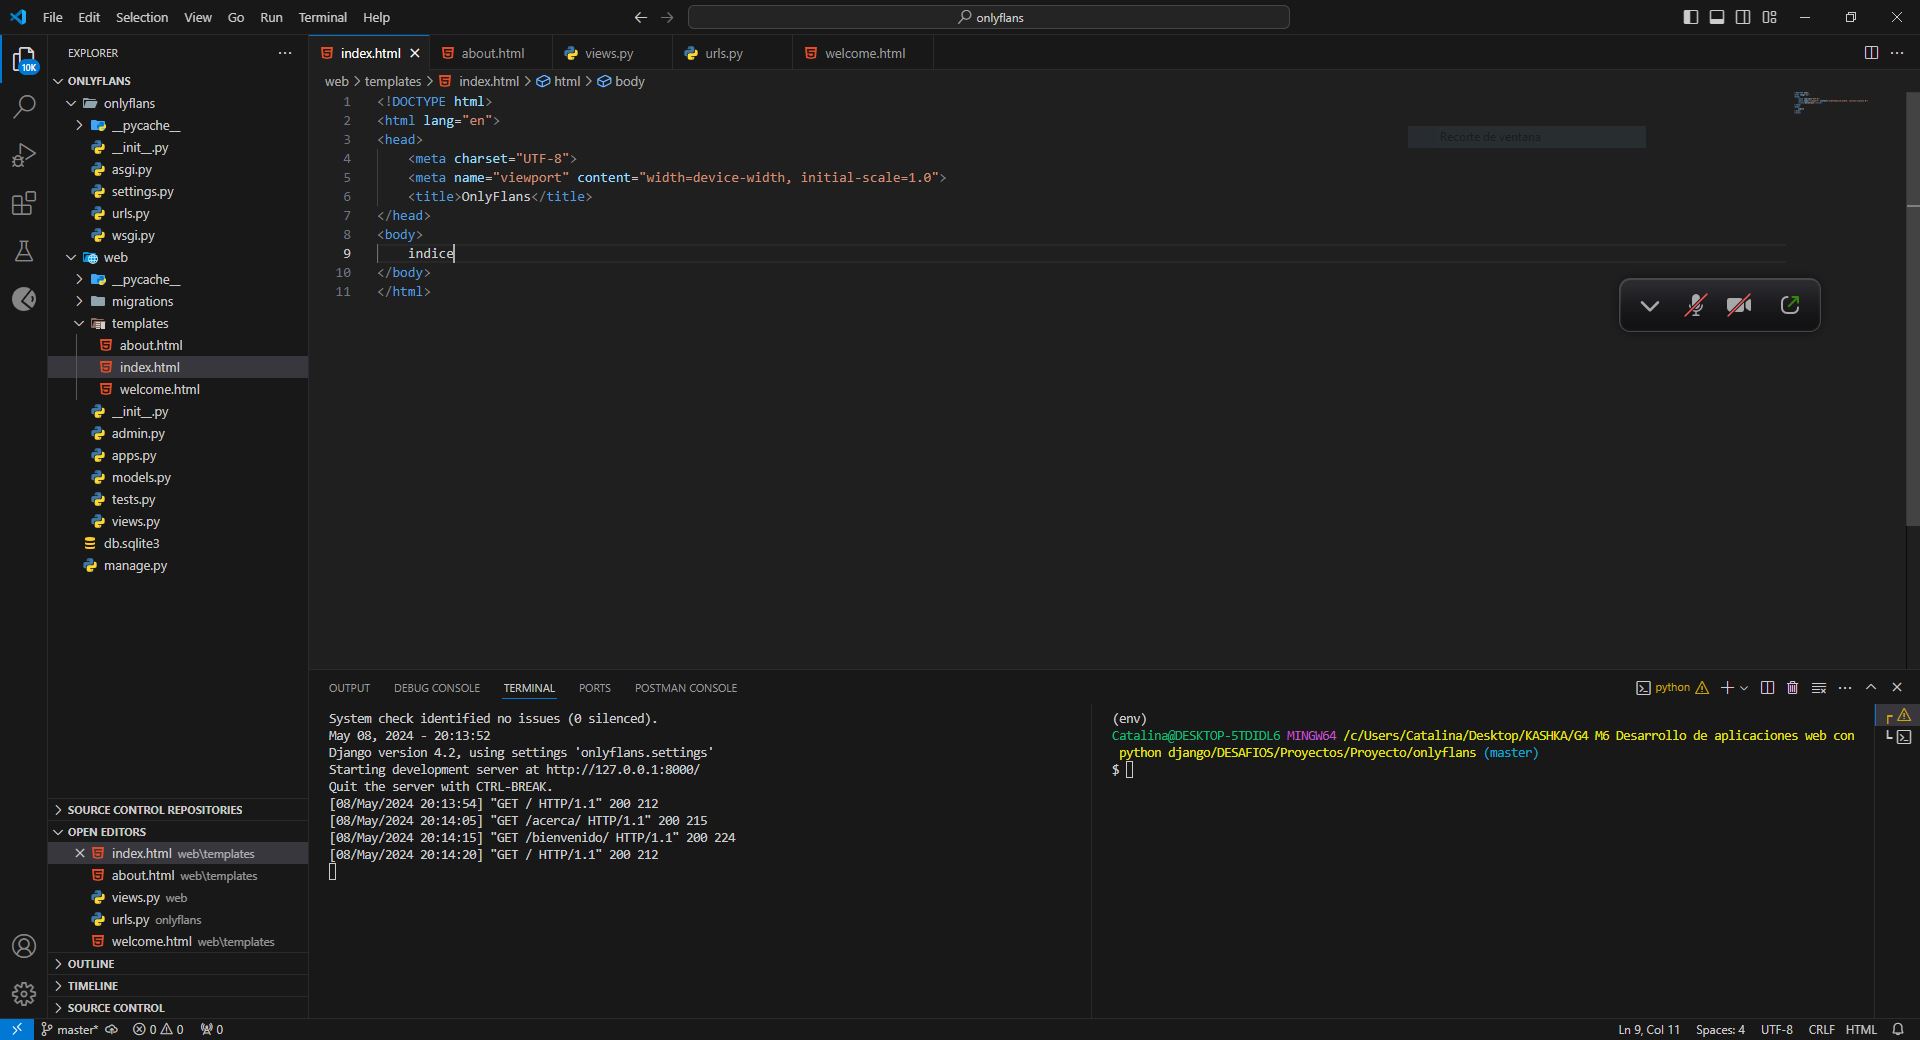 File Edit Selection View Go Run Terminal Help
onlyflans
10K
EXPLORER
ONLYFLANS
onlyflans
__pycache__
__init__.py
asgi.py
settings.py
urls.py
wsgi.py
web
__pycache__
migrations
templates
about.html
index.html
welcome.html
__init__.py
admin.py
apps.py
models.py
tests.py
views.py
db.sqlite3
manage.py
SOURCE CONTROL REPOSITORIES
OPEN EDITORS
index.html web\templates
about.html web\templates
views.py web
urls.py onlyflans
welcome.html web\templates
OUTLINE
TIMELINE
SOURCE CONTROL
index.html about.html views.py urls.py welcome.html
web > templates > index.html > html > body
1 <!DOCTYPE html>
2 <html lang="en">
3 <head>
4 <meta charset="UTF-8">
5 <meta name="viewport" content="width=device-width, initial-scale=1.0">
6 <title>OnlyFlans</title>
7 </head>
8 <body>
9 indice
10 </body>
11 </html>
Recorte de ventana
OUTPUT DEBUG CONSOLE TERMINAL PORTS POSTMAN CONSOLE
python
System check identified no issues (0 silenced).
May 08, 2024 - 20:13:52
Django version 4.2, using settings 'onlyflans.settings'
Starting development server at http://127.0.0.1:8000/
Quit the server with CTRL-BREAK.
[08/May/2024 20:13:54] "GET / HTTP/1.1" 200 212
[08/May/2024 20:14:05] "GET /acerca/ HTTP/1.1" 200 215
[08/May/2024 20:14:15] "GET /bienvenido/ HTTP/1.1" 200 224
[08/May/2024 20:14:20] "GET / HTTP/1.1" 200 212
(env)
Catalina@DESKTOP-5TDIDL6 MINGW64 /c/Users/Catalina/Desktop/KASHKA/G4 M6 Desarrollo de aplicaciones web con
python django/DESAFIOS/Proyectos/Proyecto/onlyflans (master)
$
master* 0 0 0
Ln 9, Col 11 Spaces: 4 UTF-8 CRLF HTML